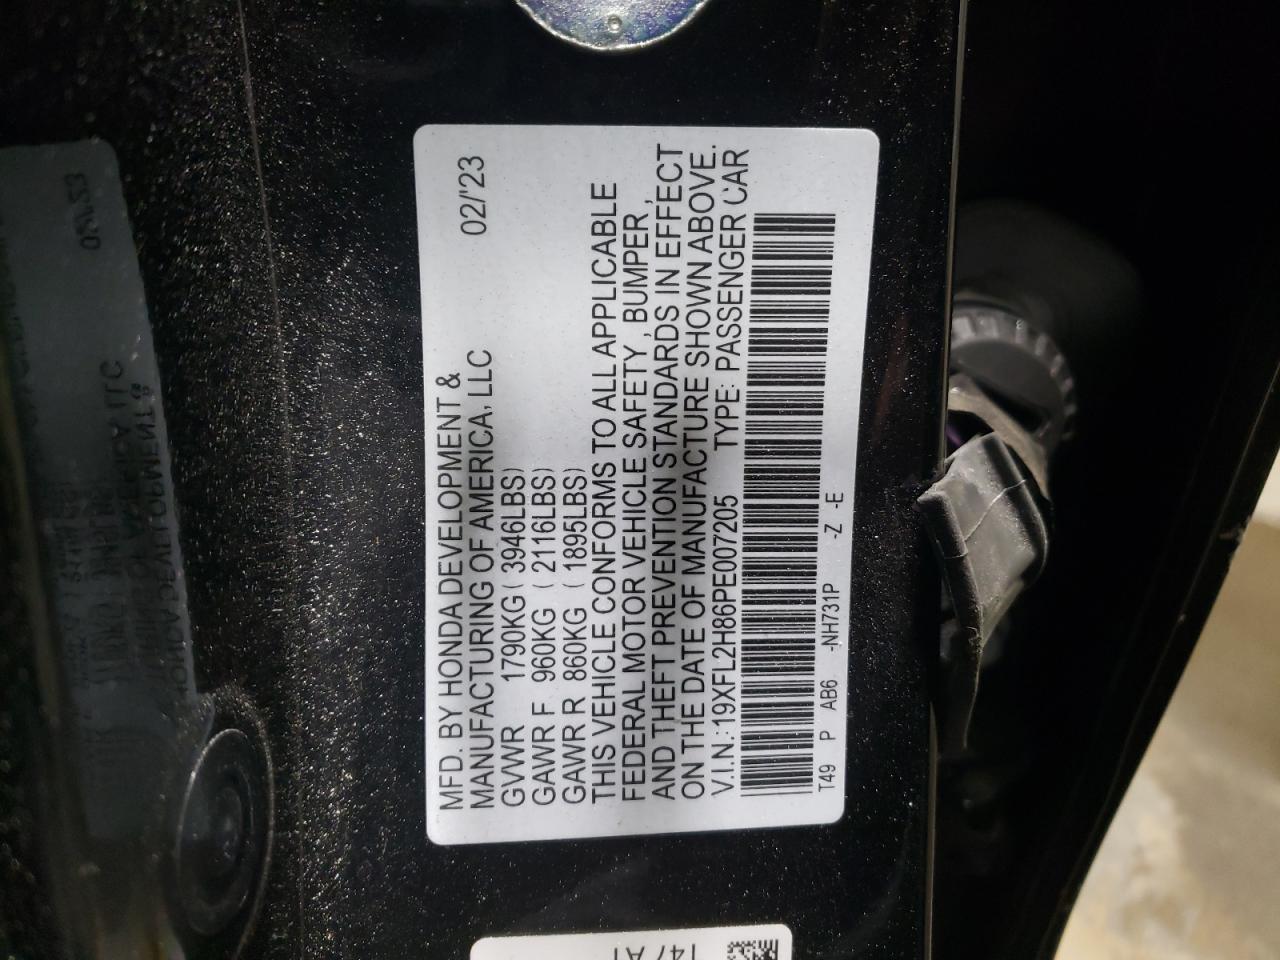 MFD. BY HONDA DEVELOPMENT & 02/'23
MANUFACTURING OF AMERICA, LLC
GVWR 1790KG (3946LBS)
GAWR F 960KG ( 2116LBS)
GAWR R 860KG ( 1895LBS)
THIS VEHICLE CONFORMS TO ALL APPLICABLE
FEDERAL MOTOR VEHICLE SAFETY , BUMPER ,
AND THEFT PREVENTION STANDARDS IN EFFECT
ON THE DATE OF MANUFACTURE SHOWN ABOVE.
V.I.N:19XFL2H86PE007205 TYPE: PASSENGER CAR
T49 P AB6 -NH731P -Z -E